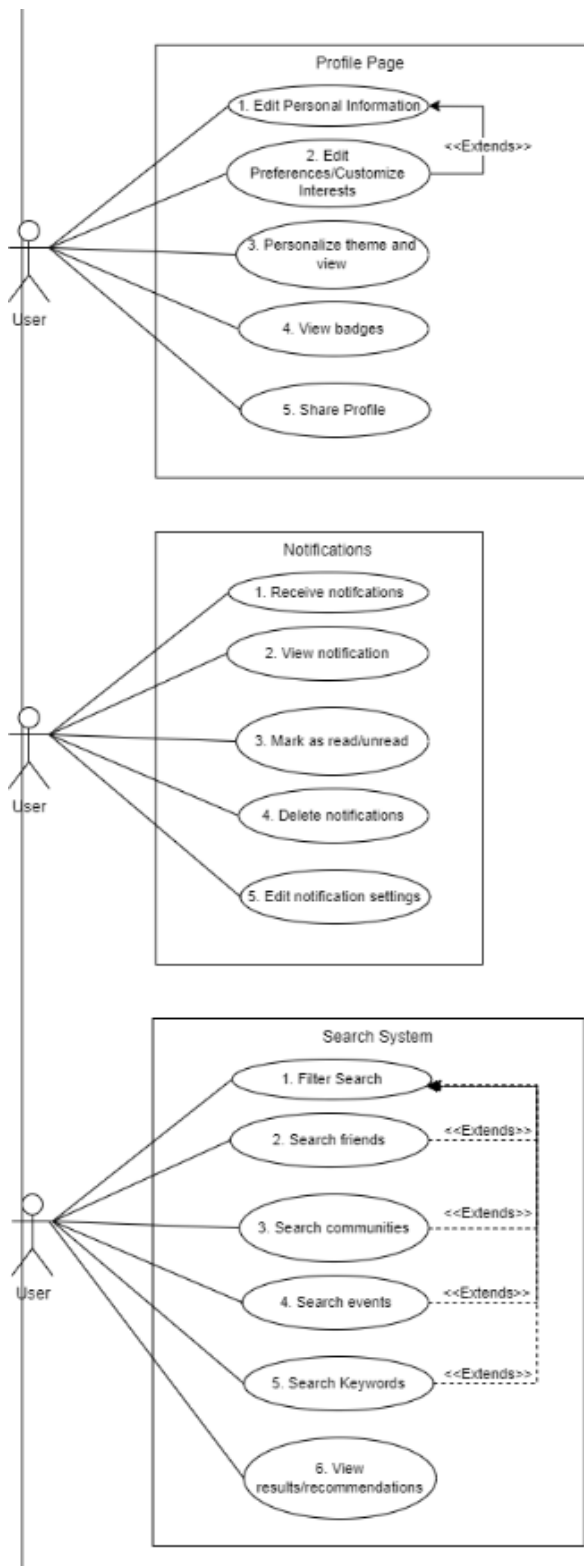 Profile Page
1. Edit Personal Information
<<Extends>>
2. Edit
Preferences/Customize
Interests
3. Personalize theme and
view
User
4. View badges
5. Share Profile
Notifications
1. Receive notifcations
2. View notification
3. Mark as read/unread
User
4. Delete notifications
5. Edit notification settings
Search System
1. Filter Search
2. Search friends
<<Extends>>
3. Search communities
<<Extends>>
User
4. Search events
<<Extends>>
5. Search Keywords
<<Extends>>
6. View
results/recommendations